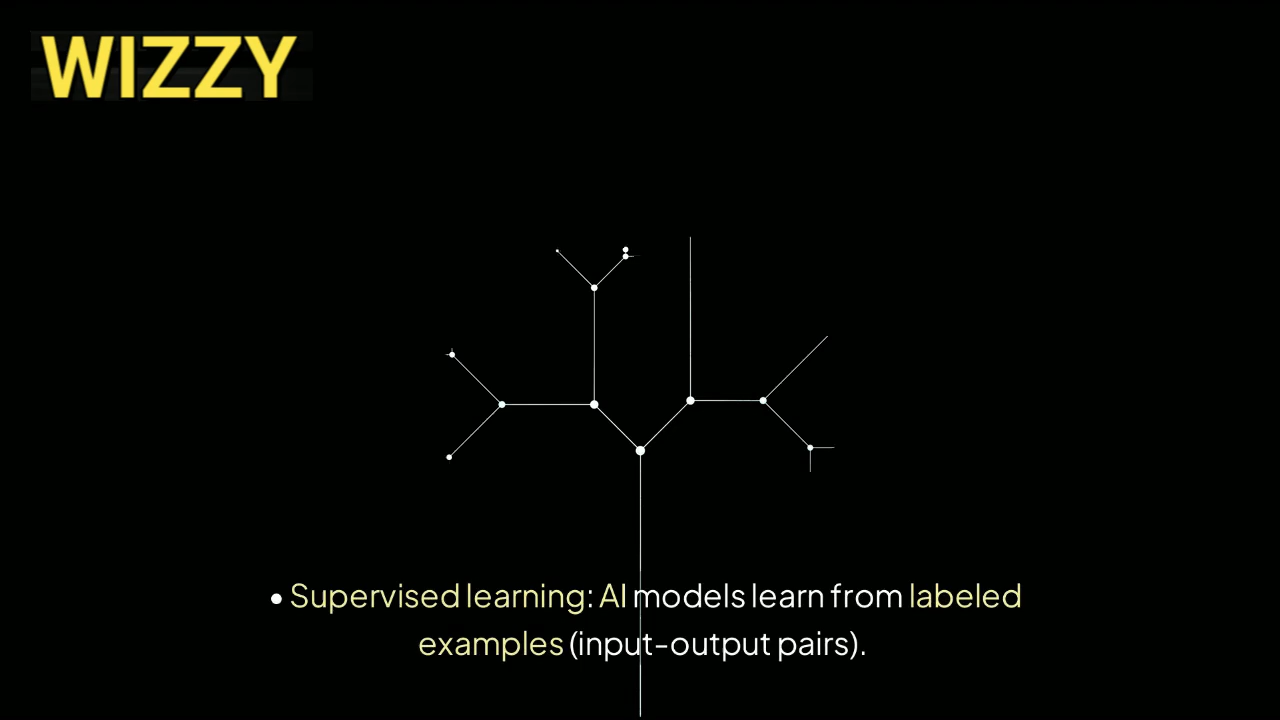 WIZZY
• Supervised learning: AI models learn from labeled
examples (input-output pairs).